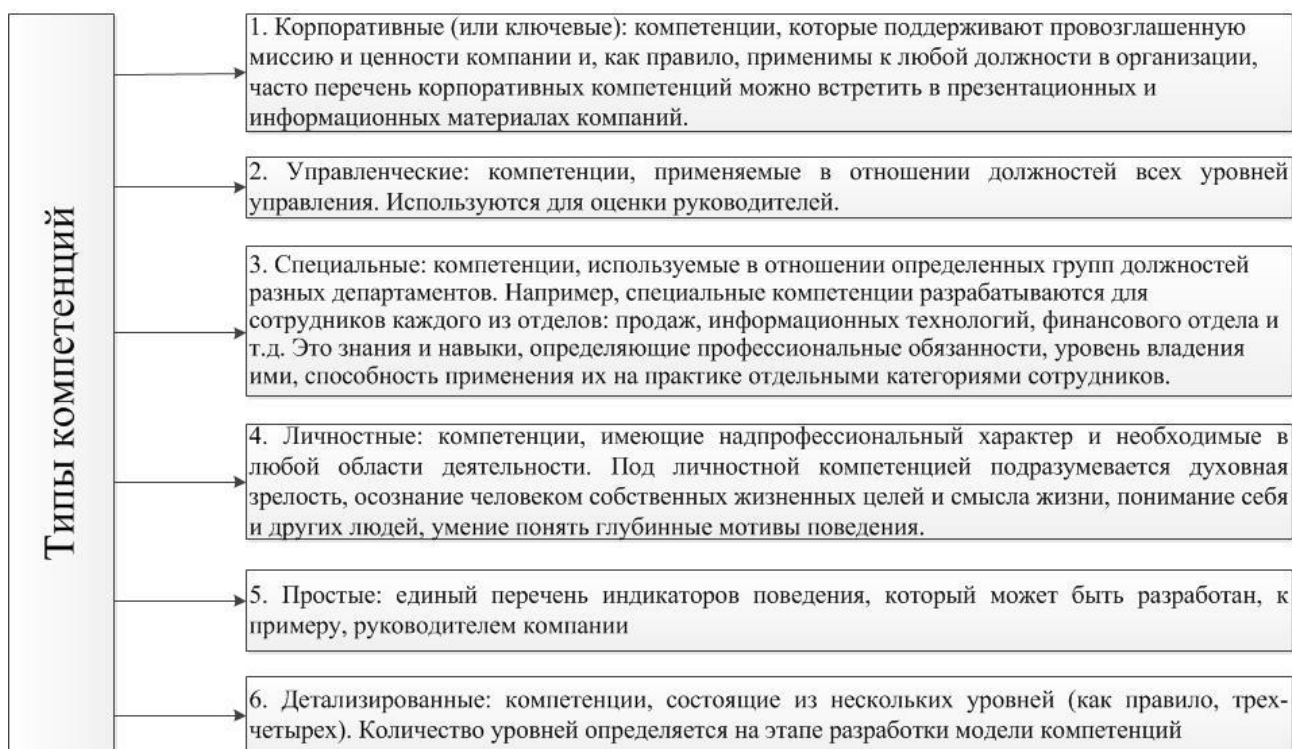 Типы компетенций
1. Корпоративные (или ключевые): компетенции, которые поддерживают провозглашенную
миссию и ценности компании и, как правило, применимы к любой должности в организации,
часто перечень корпоративных компетенций можно встретить в презентационных и
информационных материалах компаний.
2. Управленческие: компетенции, применяемые в отношении должностей всех уровней
управления. Используются для оценки руководителей.
3. Специальные: компетенции, используемые в отношении определенных групп должностей
разных департаментов. Например, специальные компетенции разрабатываются для
сотрудников каждого из отделов: продаж, информационных технологий, финансового отдела и
т.д. Это знания и навыки, определяющие профессиональные обязанности, уровень владения
ими, способность применения их на практике отдельными категориями сотрудников.
4. Личностные: компетенции, имеющие надпрофессиональный характер и необходимые в
любой области деятельности. Под личностной компетенцией подразумевается духовная
зрелость, осознание человеком собственных жизненных целей и смысла жизни, понимание себя
и других людей, умение понять глубинные мотивы поведения.
5. Простые: единый перечень индикаторов поведения, который может быть разработан, к
примеру, руководителем компании
6. Детализированные: компетенции, состоящие из нескольких уровней (как правило, трех-
четырех). Количество уровней определяется на этапе разработки модели компетенций